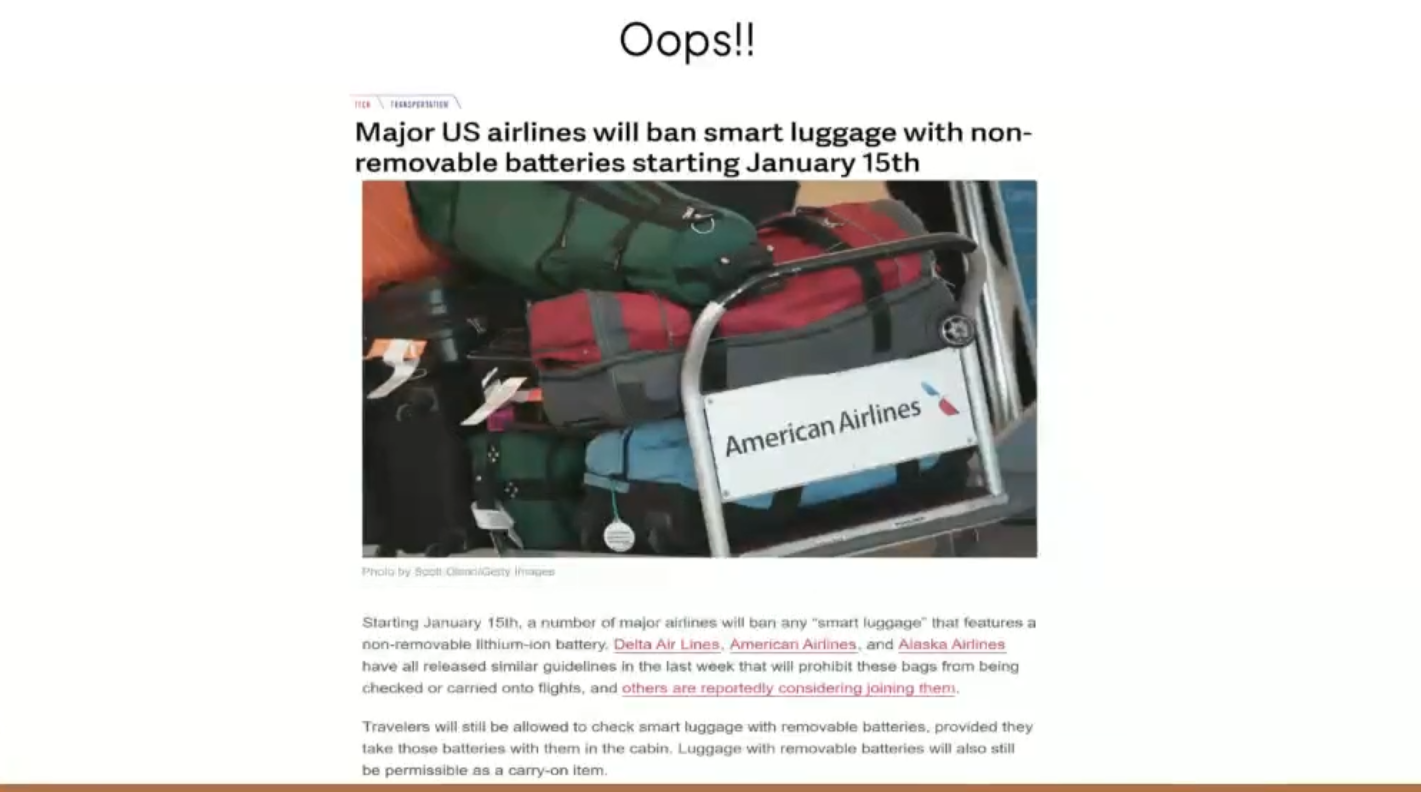 Oops!!
TECH TRANSPORTATION
Major US airlines will ban smart luggage with non-
removable batteries starting January 15th
American Airlines
Photo by Scott Images
Starting January 15th, a number of major airlines will ban any “smart luggage” that features a
non-removable lithium-ion battery. Delta Air Lines, American Airlines, and Alaska Airlines
have all released similar guidelines in the last week that will prohibit these bags from being
checked or carried onto flights, and others are reportedly considering joining them.
Travelers will still be allowed to check smart luggage with removable batteries, provided they
take those batteries with them in the cabin. Luggage with removable batteries will also still
be permissible as a carry-on item.